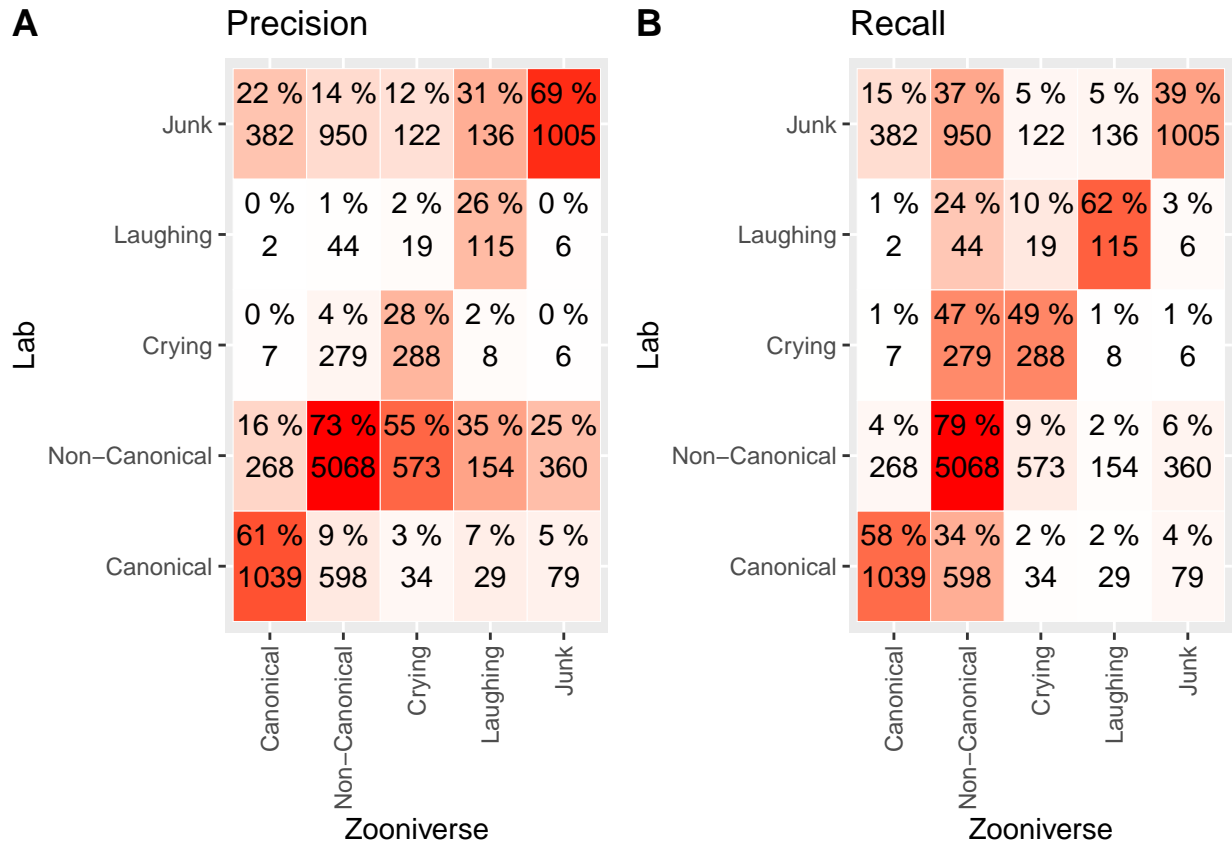 A Precision
Junk 22 % 14 % 12 % 31 % 69 %
382 950 122 136 1005
Laughing 0 % 1 % 2 % 26 % 0 %
2 44 19 115 6
Crying 0 % 4 % 28 % 2 % 0 %
7 279 288 8 6
Non−Canonical 16 % 73 % 55 % 35 % 25 %
268 5068 573 154 360
Canonical 61 % 9 % 3 % 7 % 5 %
1039 598 34 29 79
Lab
Canonical
Non−Canonical
Crying
Laughing
Junk
Zooniverse
B Recall
Junk 15 % 37 % 5 % 5 % 39 %
382 950 122 136 1005
Laughing 1 % 24 % 10 % 62 % 3 %
2 44 19 115 6
Crying 1 % 47 % 49 % 1 % 1 %
7 279 288 8 6
Non−Canonical 4 % 79 % 9 % 2 % 6 %
268 5068 573 154 360
Canonical 58 % 34 % 2 % 2 % 4 %
1039 598 34 29 79
Lab
Canonical
Non−Canonical
Crying
Laughing
Junk
Zooniverse